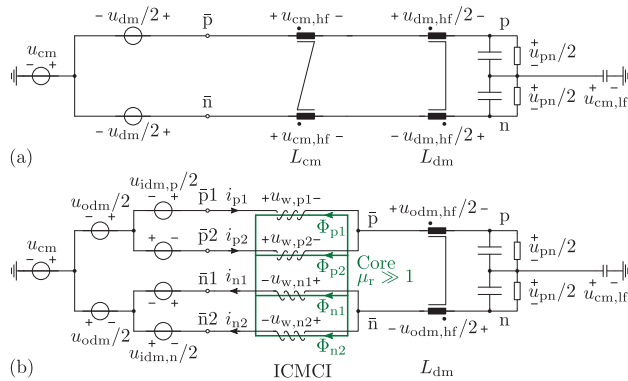 - u_dm/2 + p̄ + u_cm,hf - + u_dm,hf/2 - p
u_cm
- +
+ u_pn/2 -
+ u_pn/2 -
+ - u_cm,lf
- u_dm/2 + n̄ + u_cm,hf - - u_dm,hf/2 + n
(a) L_cm L_dm
u_idm,p/2
u_odm/2 - + p̄1 i_p1 + u_w,p1 - p̄ + u_odm,hf/2 - p
- + Φ_p1
u_cm + - p̄2 i_p2 + u_w,p2 -
- + Φ_p2 Core
μ_r ≫ 1
+ u_pn/2 -
+ u_pn/2 -
+ - u_cm,lf
- + n̄1 i_n1 - u_w,n1 +
Φ_n1
+ - n̄2 i_n2 - u_w,n2 + n̄ - u_odm,hf/2 + n
u_odm/2 + - Φ_n2
u_idm,n/2
(b) ICMCI L_dm